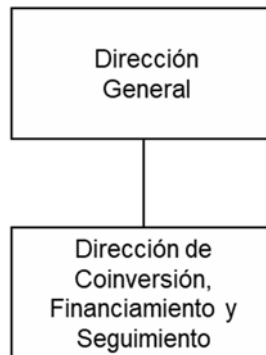 Dirección
General
Dirección de
Coinversión,
Financiamiento y
Seguimiento